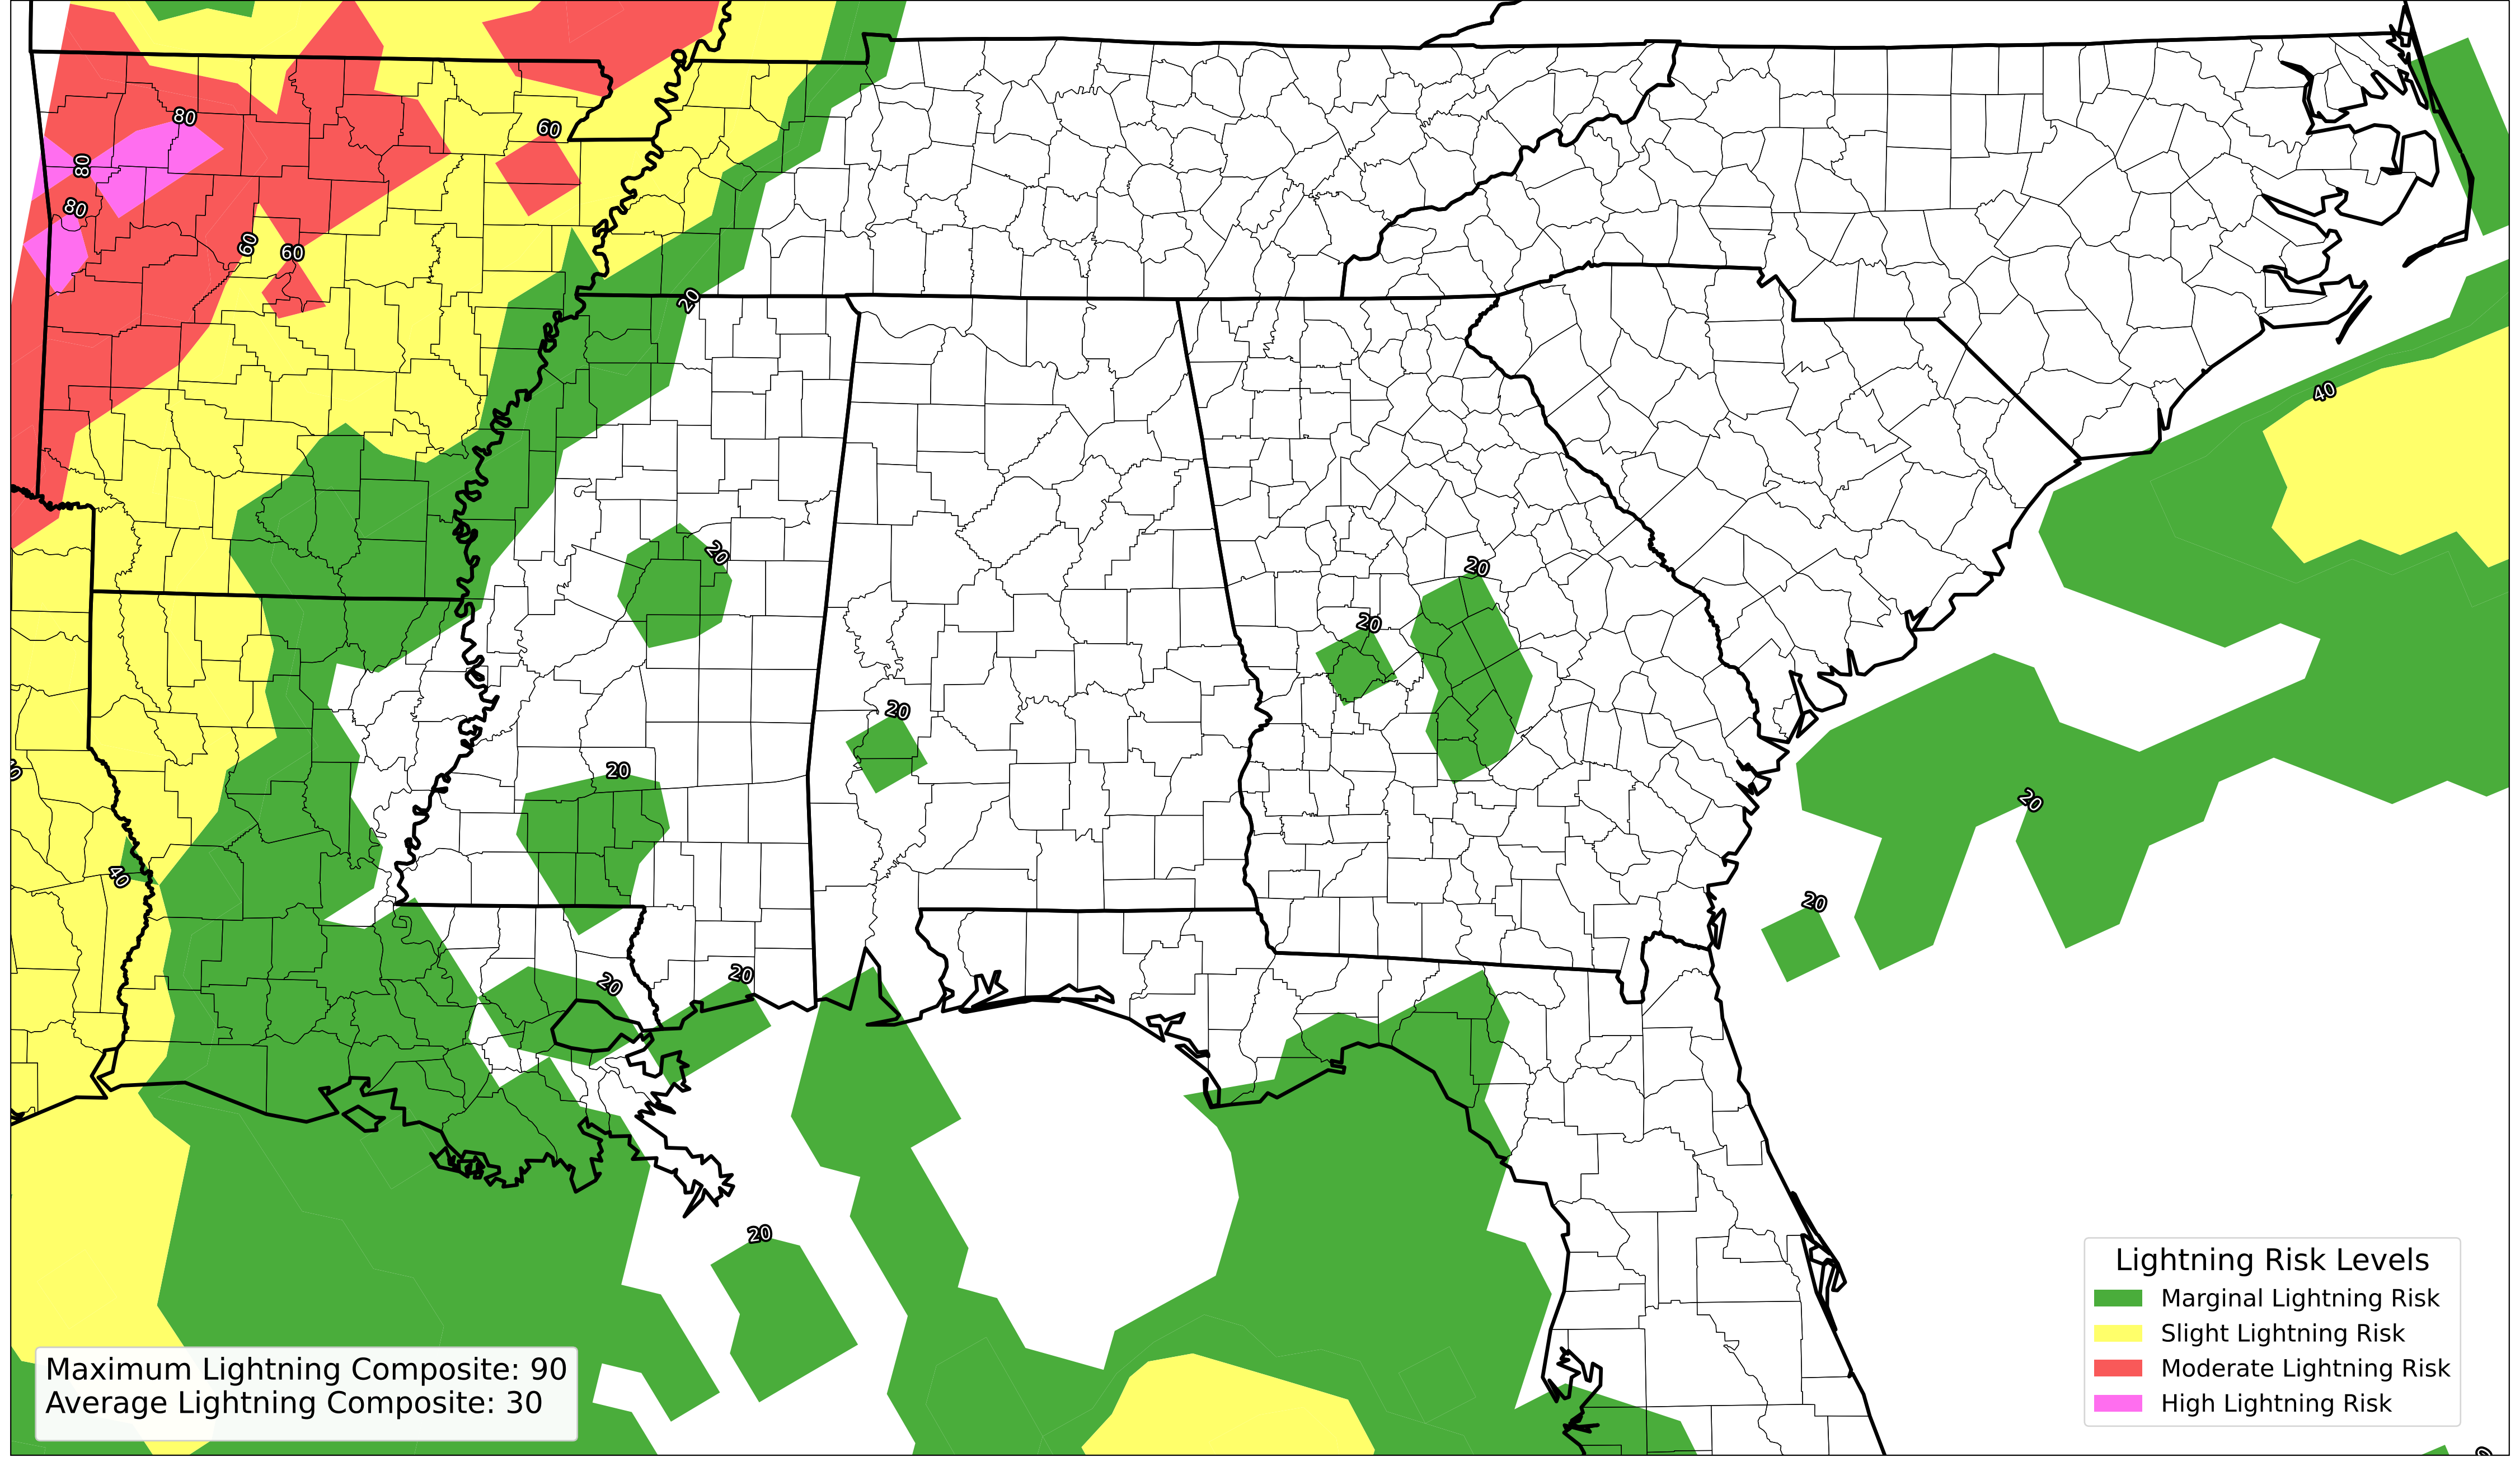 80
60
80
80
60
60
20
40
20
20
20
20
20
20
40
20
20
20
20
20
Lightning Risk Levels
Marginal Lightning Risk
Slight Lightning Risk
Moderate Lightning Risk
High Lightning Risk
Maximum Lightning Composite: 90
Average Lightning Composite: 30